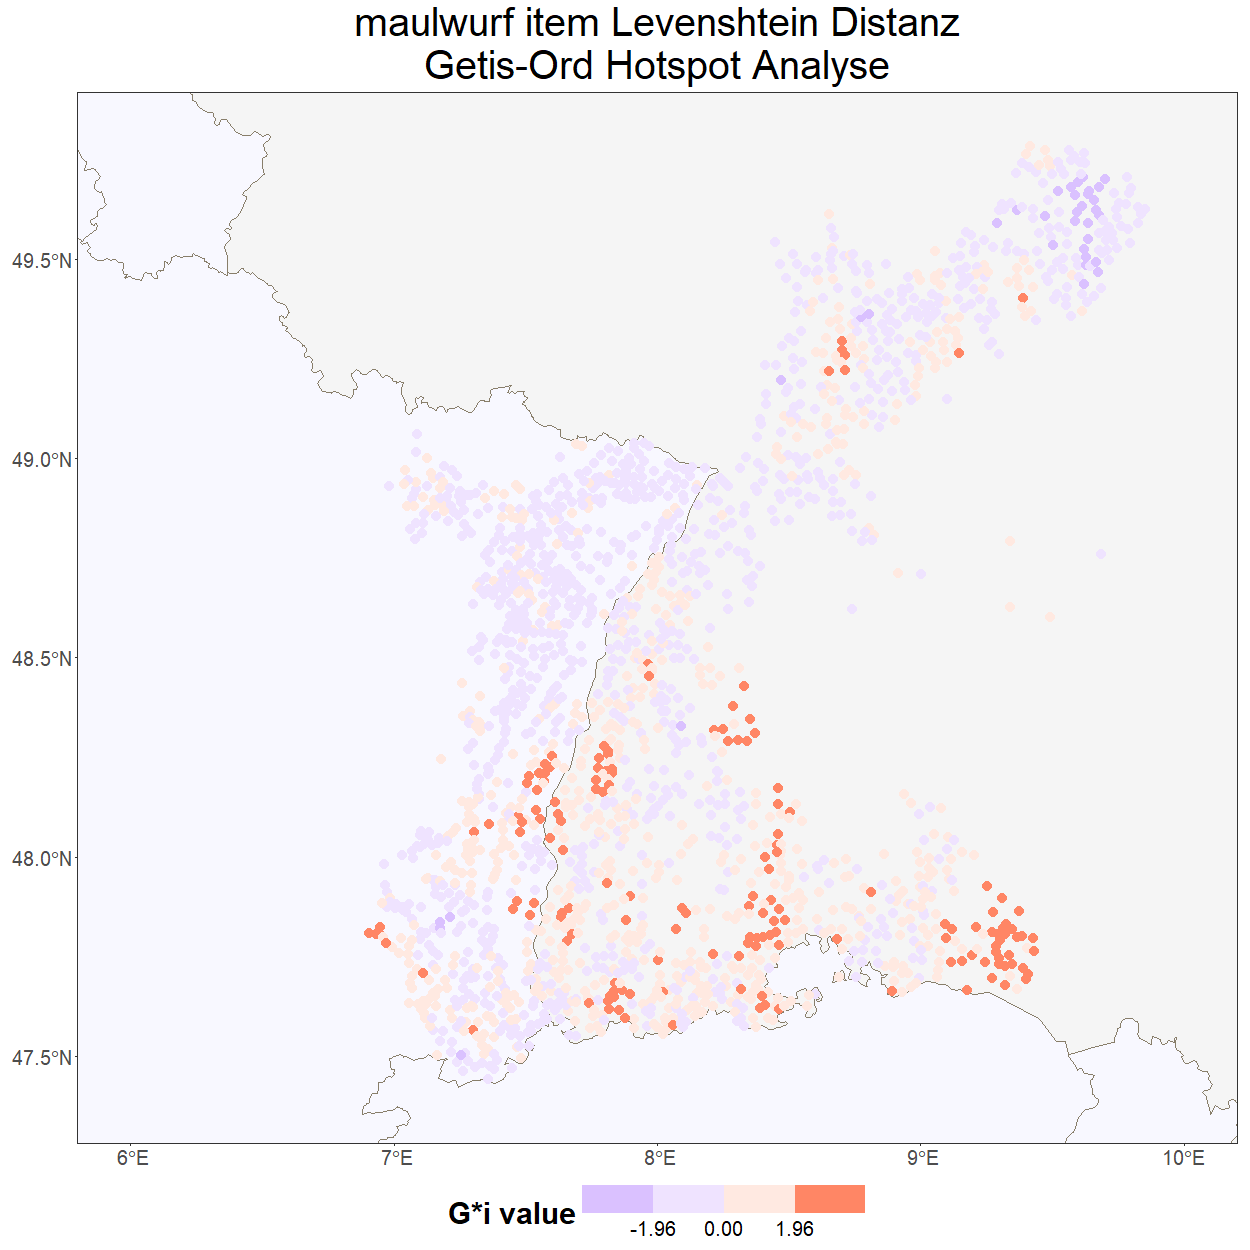 maulwurf item Levenshtein Distanz
Getis-Ord Hotspot Analyse
49.5°N
49.0°N
48.5°N
48.0°N
47.5°N
6°E 7°E 8°E 9°E 10°E
G*i value
-1.96 0.00 1.96